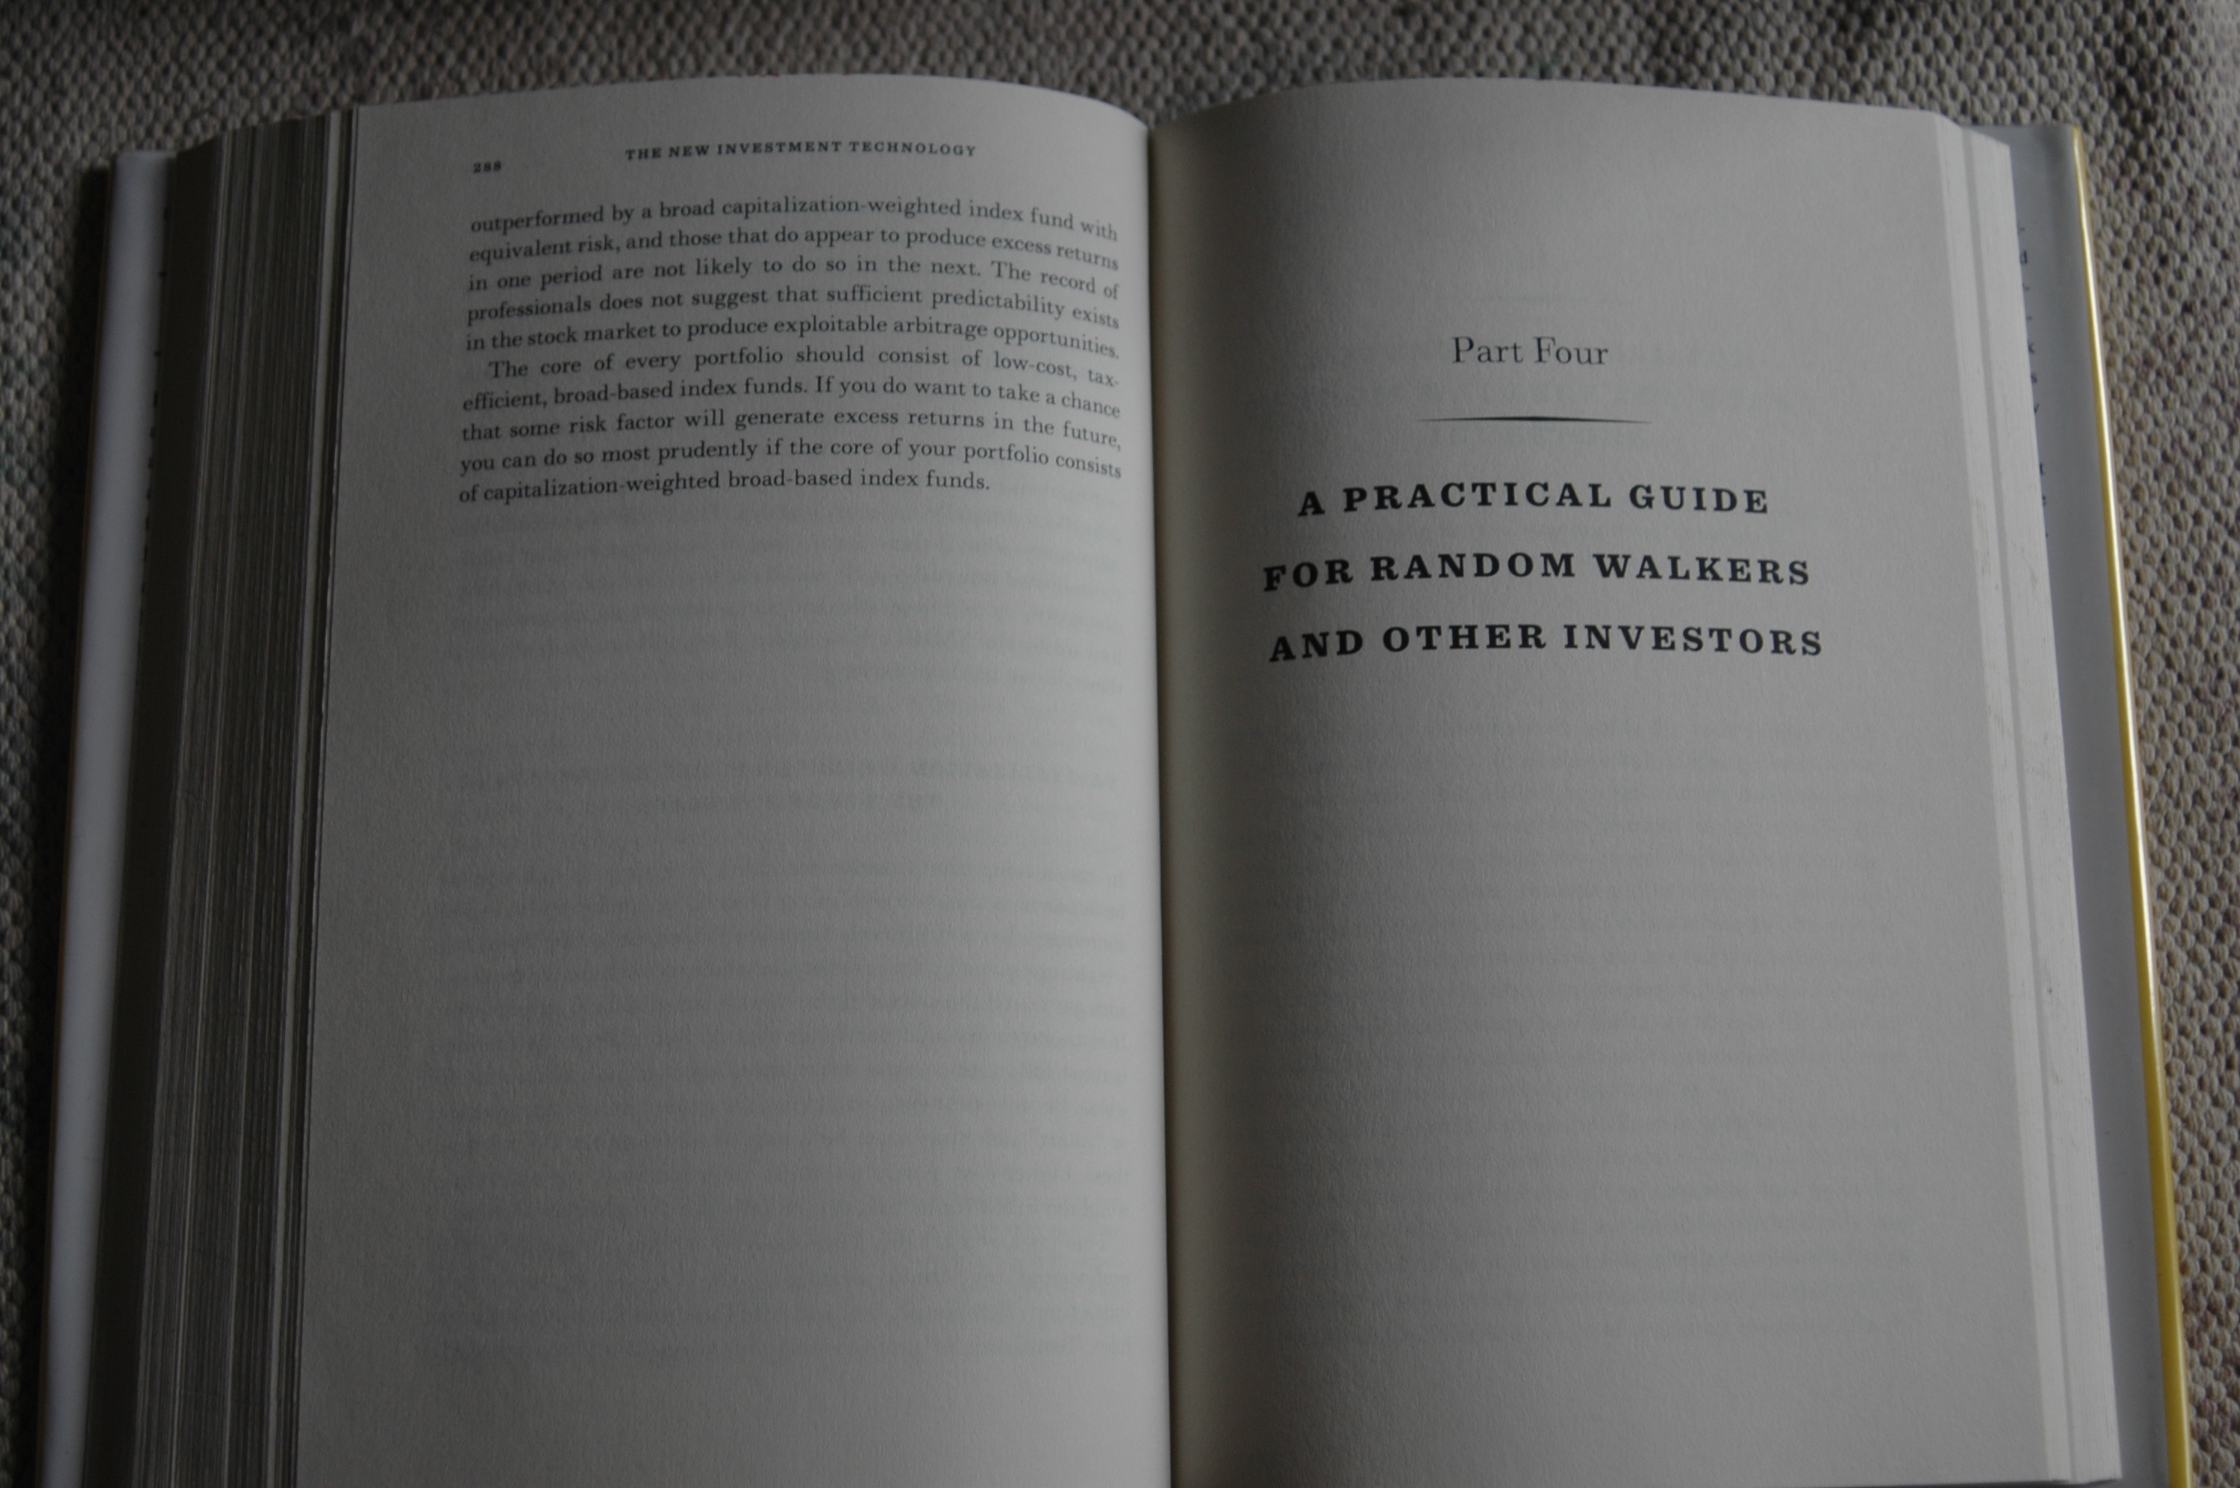 288
THE NEW INVESTMENT TECHNOLOGY
outperformed by a broad capitalization-weighted index fund with
equivalent risk, and those that do appear to produce excess returns
in one period are not likely to do so in the next. The record of
professionals does not suggest that sufficient predictability exists
in the stock market to produce exploitable arbitrage opportunities.
The core of every portfolio should consist of low-cost, tax-
efficient, broad-based index funds. If you do want to take a chance
that some risk factor will generate excess returns in the future,
you can do so most prudently if the core of your portfolio consists
of capitalization-weighted broad-based index funds.
Part Four
A PRACTICAL GUIDE
FOR RANDOM WALKERS
AND OTHER INVESTORS